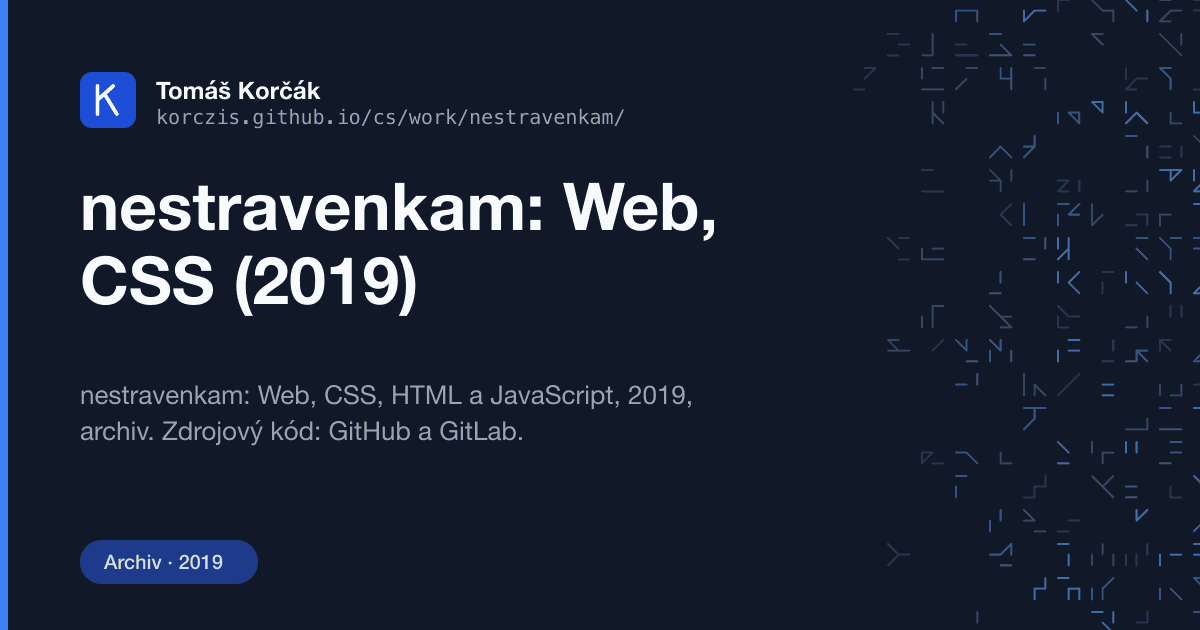 K
Tomáš Korčák
korczis.github.io/cs/work/nestravenkam/
nestravenkam: Web,
CSS (2019)
nestravenkam: Web, CSS, HTML a JavaScript, 2019,
archiv. Zdrojový kód: GitHub a GitLab.
Archiv · 2019